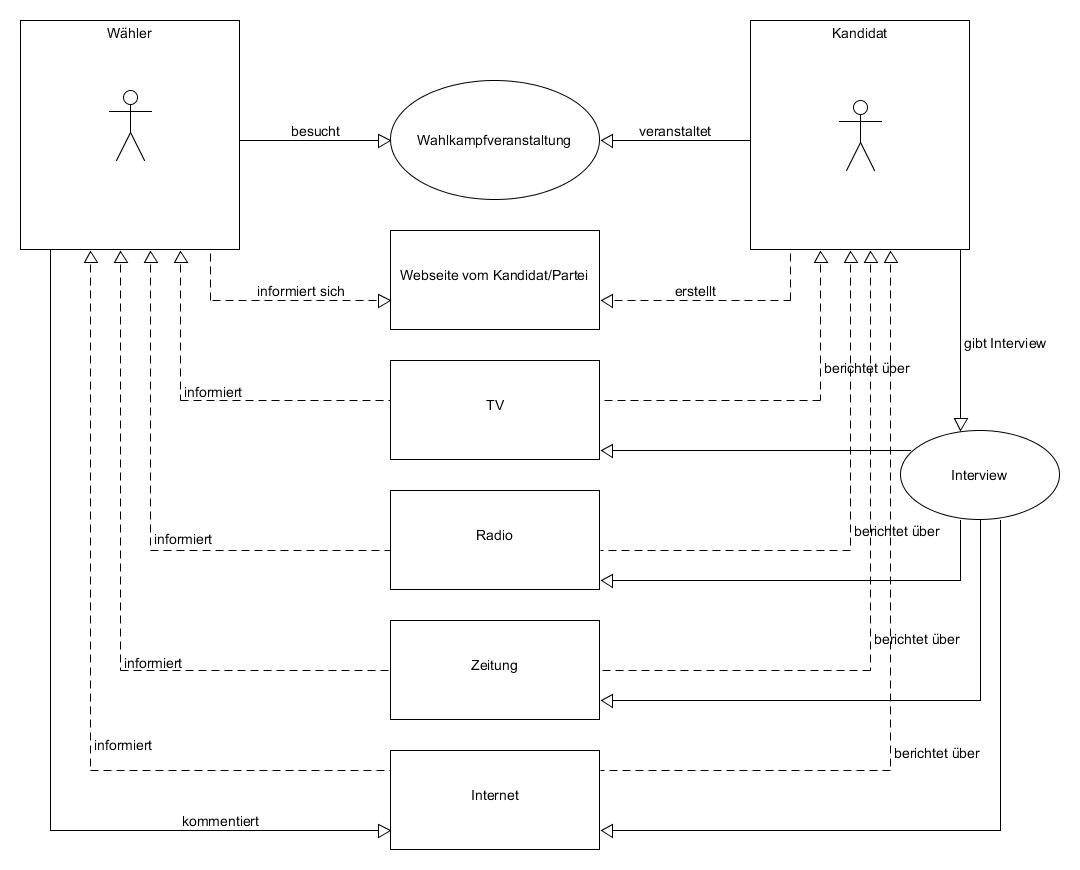 Wähler
Kandidat
besucht
Wahlkampfveranstaltung
veranstaltet
Webseite vom Kandidat/Partei
informiert sich
erstellt
gibt Interview
berichtet über
informiert
TV
Interview
Radio
berichtet über
informiert
berichtet über
informiert
Zeitung
informiert
berichtet über
Internet
kommentiert